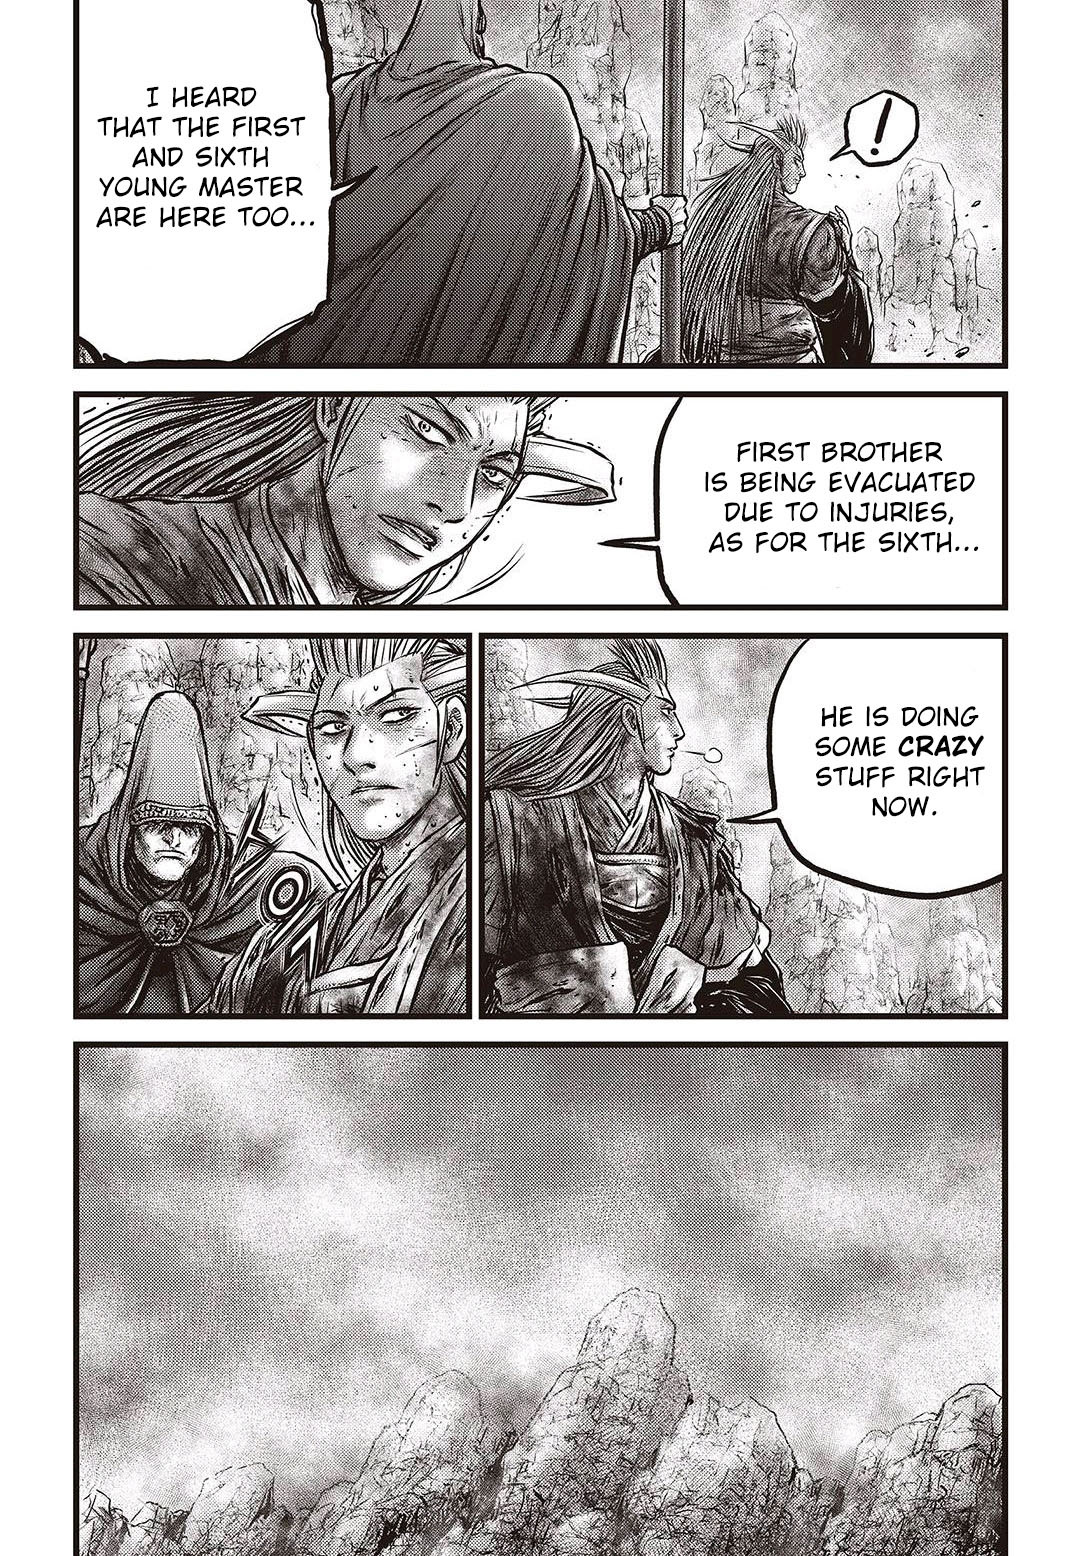 I HEARD
THAT THE FIRST
AND SIXTH
YOUNG MASTER
ARE HERE TOO...
!
FIRST BROTHER
IS BEING EVACUATED
DUE TO INJURIES,
AS FOR THE SIXTH...
HE IS DOING
SOME CRAZY
STUFF RIGHT
NOW.